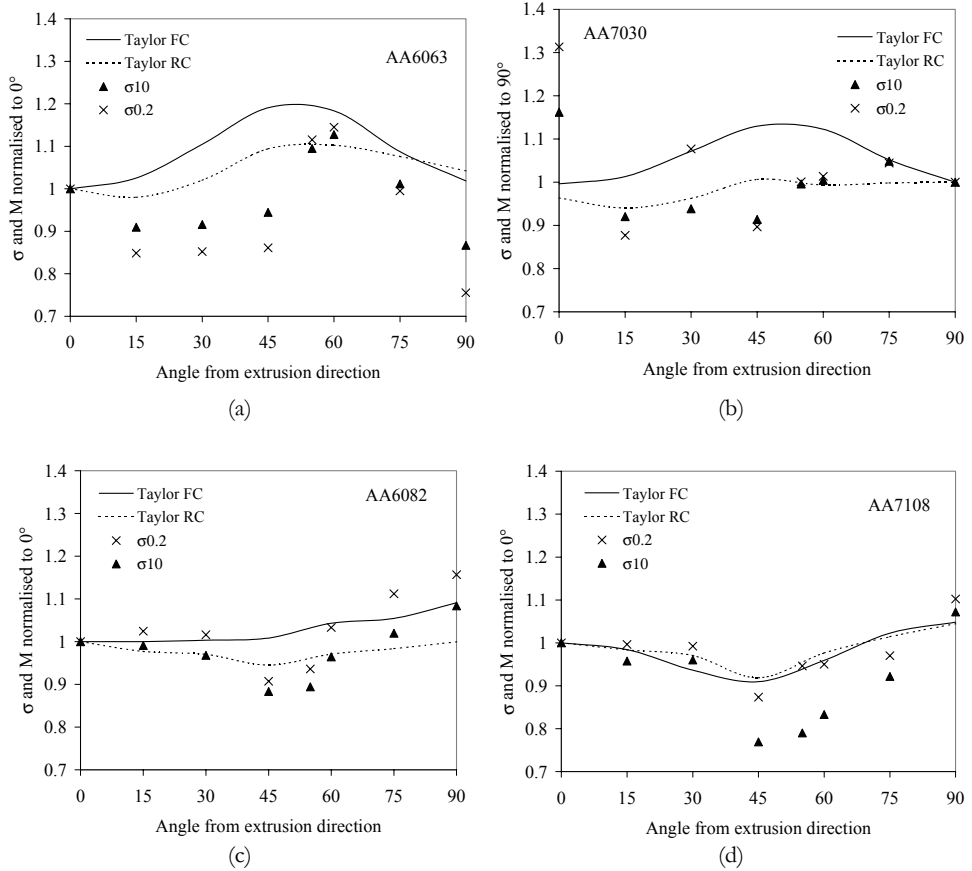 (a)
σ and M normalised to 0°
1.4
1.3
1.2
1.1
1
0.9
0.8
0.7
0 15 30 45 60 75 90
Angle from extrusion direction
Taylor FC
Taylor RC
σ10
σ0.2
AA6063
(b)
σ and M normalised to 90°
1.4
1.3
1.2
1.1
1
0.9
0.8
0.7
0 15 30 45 60 75 90
Angle from extrusion direction
AA7030
Taylor FC
Taylor RC
σ10
σ0.2
(c)
σ and M normalised to 0°
1.4
1.3
1.2
1.1
1
0.9
0.8
0.7
0 15 30 45 60 75 90
Angle from extrusion direction
Taylor FC
Taylor RC
σ0.2
σ10
AA6082
(d)
σ and M normalised to 0°
1.4
1.3
1.2
1.1
1
0.9
0.8
0.7
0 15 30 45 60 75 90
Angle from extrusion direction
Taylor FC
Taylor RC
σ0.2
σ10
AA7108